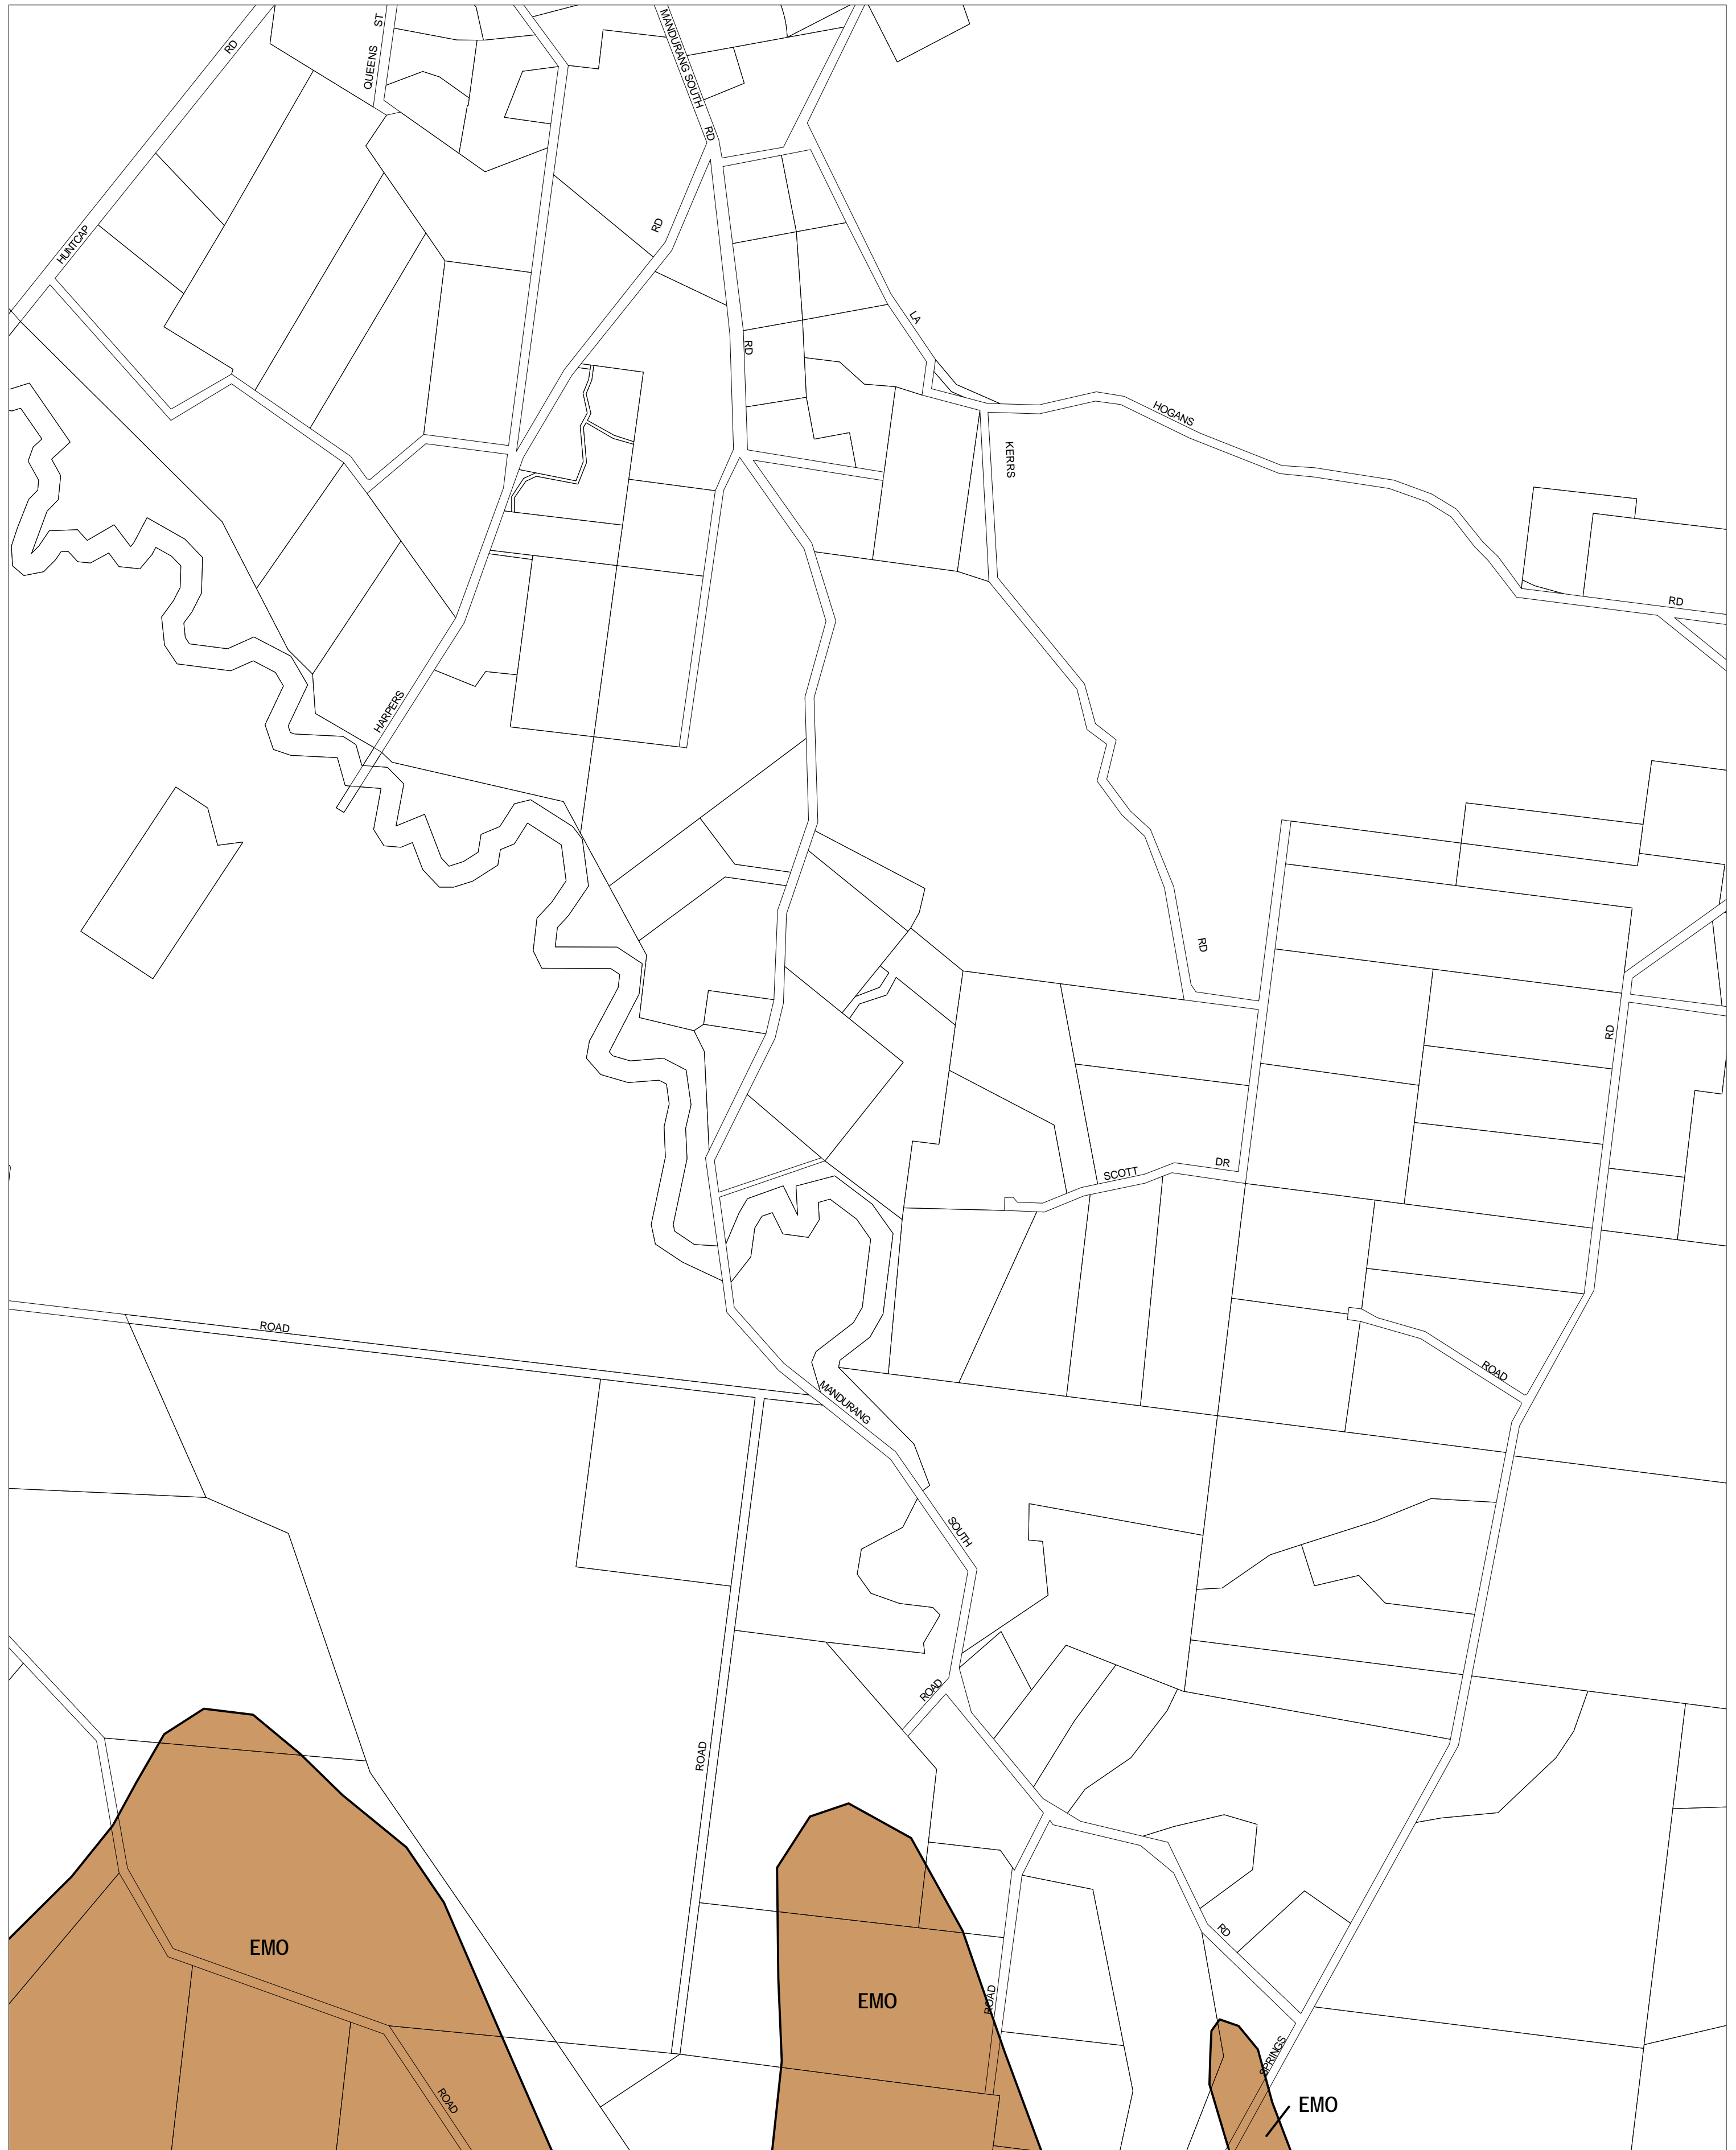 QUEENS ST
RD
MANDURANG SOUTH RD
HUNTCAP
RD
RD
LA
HOGANS
KERRS
RD
HARPERS
RD
RD
SCOTT DR
ROAD
ROAD
MANDURANG
SOUTH
ROAD
ROAD
RD
EMO
EMO
ROAD
SPRINGS
ROAD
EMO